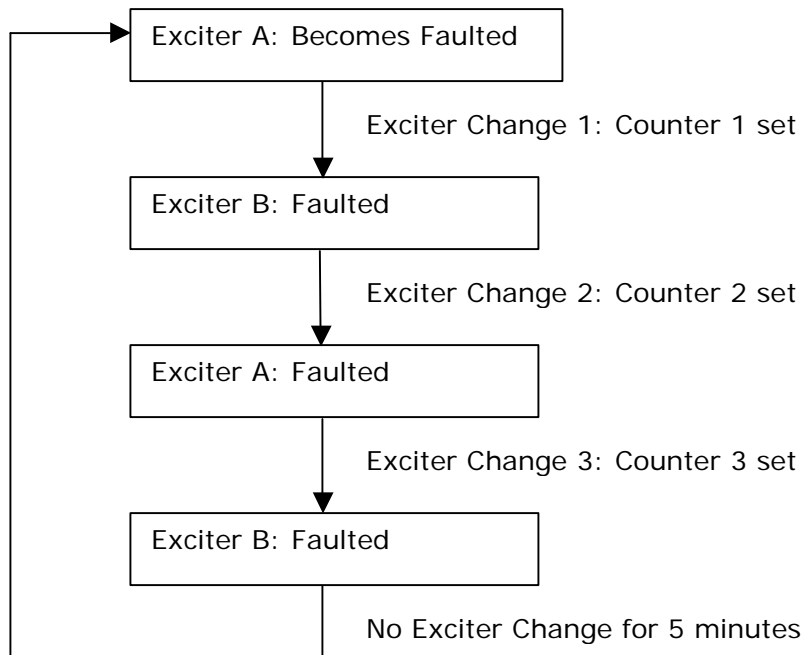 Exciter A: Becomes Faulted
Exciter Change 1: Counter 1 set
Exciter B: Faulted
Exciter Change 2: Counter 2 set
Exciter A: Faulted
Exciter Change 3: Counter 3 set
Exciter B: Faulted
No Exciter Change for 5 minutes